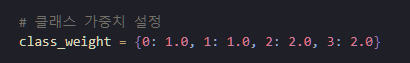 # 클래스 가중치 설정
class_weight = {0: 1.0, 1: 1.0, 2: 2.0, 3: 2.0}